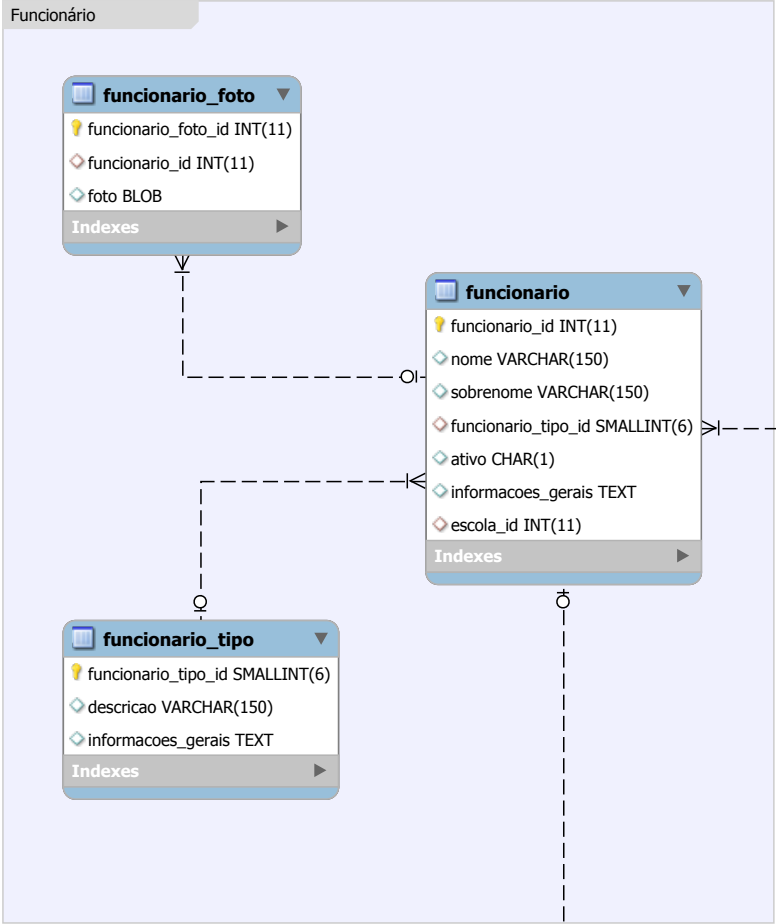 Funcionário
funcionario_foto
funcionario_foto_id INT(11)
funcionario_id INT(11)
foto BLOB
Indexes
funcionario
funcionario_id INT(11)
nome VARCHAR(150)
sobrenome VARCHAR(150)
funcionario_tipo_id SMALLINT(6)
ativo CHAR(1)
informacoes_gerais TEXT
escola_id INT(11)
Indexes
funcionario_tipo
funcionario_tipo_id SMALLINT(6)
descricao VARCHAR(150)
informacoes_gerais TEXT
Indexes